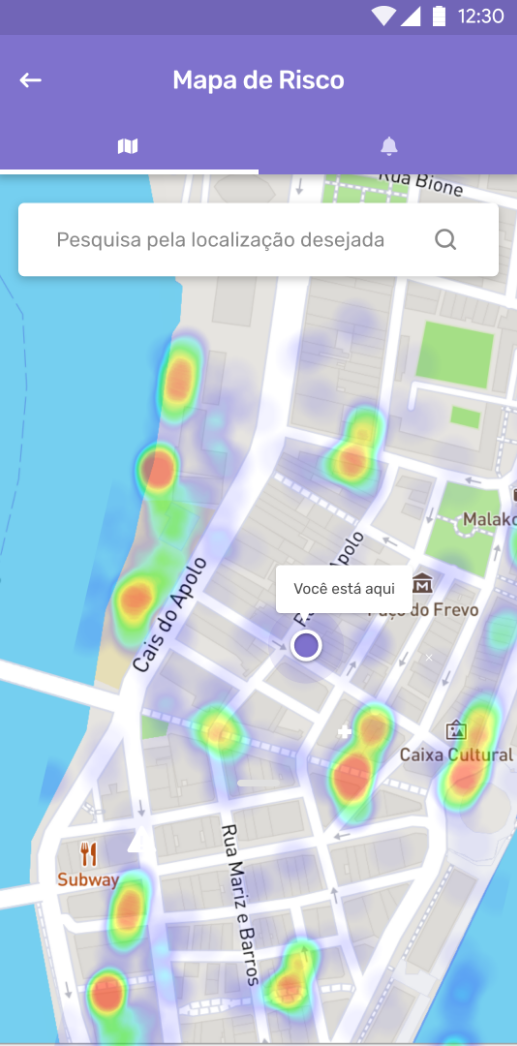 12:30
Mapa de Risco
Rua Bione
Pesquisa pela localização desejada
Malako
Apolo
Você está aqui
Paço do Frevo
Cais do Apolo
Caixa Cultural
Rua Mariz e Barros
Subway